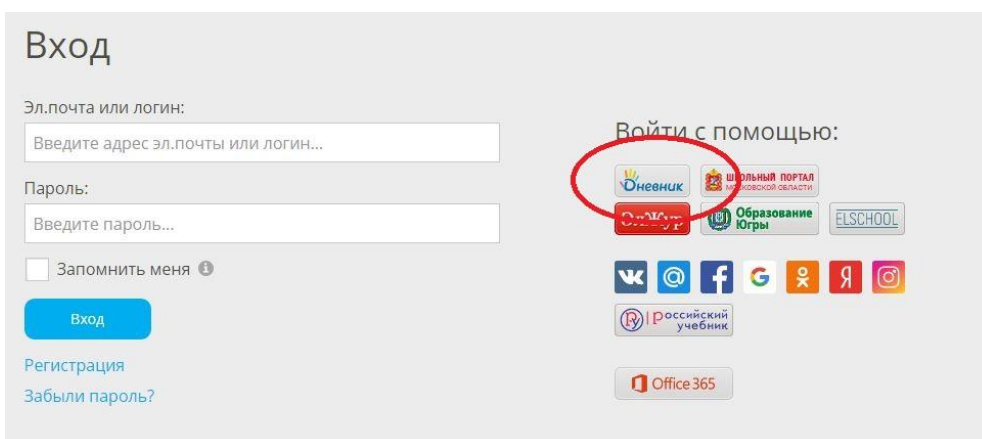 Вход
Эл.почта или логин:
Введите адрес эл.почты или логин...
Пароль:
Введите пароль...
Запомнить меня
Вход
Регистрация
Забыли пароль?
Войти с помощью:
Дневник
ШКОЛЬНЫЙ ПОРТАЛ
МОСКОВСКОЙ ОБЛАСТИ
ЭлЖур
Образование
Югры
ELSCHOOL
Российский
учебник
Office 365